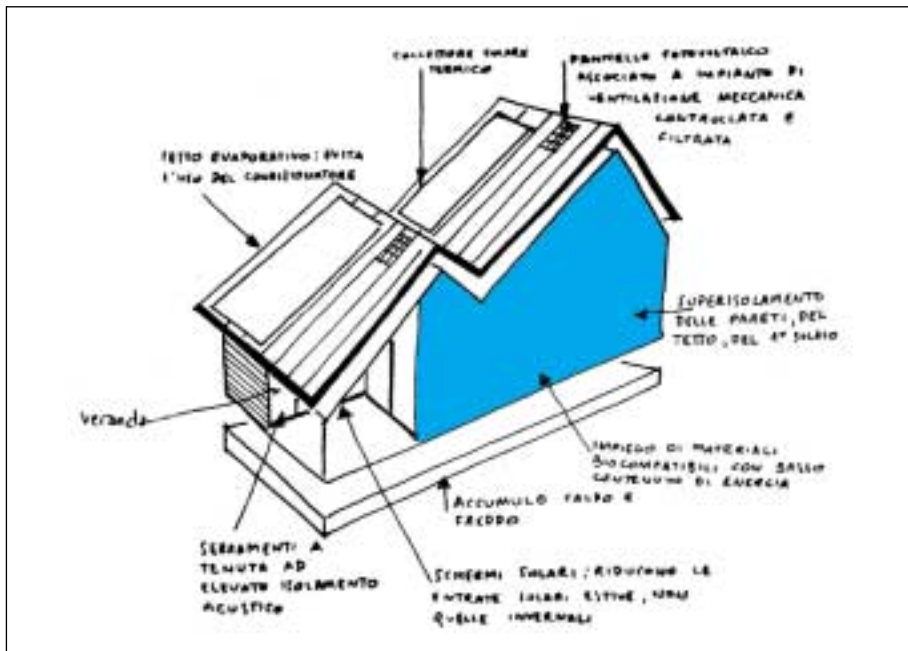 COLLETTORE SOLARE
TERMICO
PANNELLO FOTOVOLTAICO
ASSOCIATO A IMPIANTO DI
VENTILAZIONE MECCANICA
CONTROLLATA E
FILTRATA
TETTO EVAPORATIVO: EVITA
L'USO DEL CONDIZIONATORE
SUPERISOLAMENTO
DELLE PARETI, DEL
TETTO, DEL 1° SOLAIO
Veranda
IMPIEGO DI MATERIALI
BIOCOMPATIBILI CON BASSO
CONTENUTO DI ENERGIA
ACCUMULO CALDO E
FREDDO
SERRAMENTI A
TENUTA AD
ELEVATO ISOLAMENTO
ACUSTICO
SCHERMI SOLARI: RIDUCONO LE
ENTRATE SOLARI ESTIVE, NON
QUELLE INVERNALI